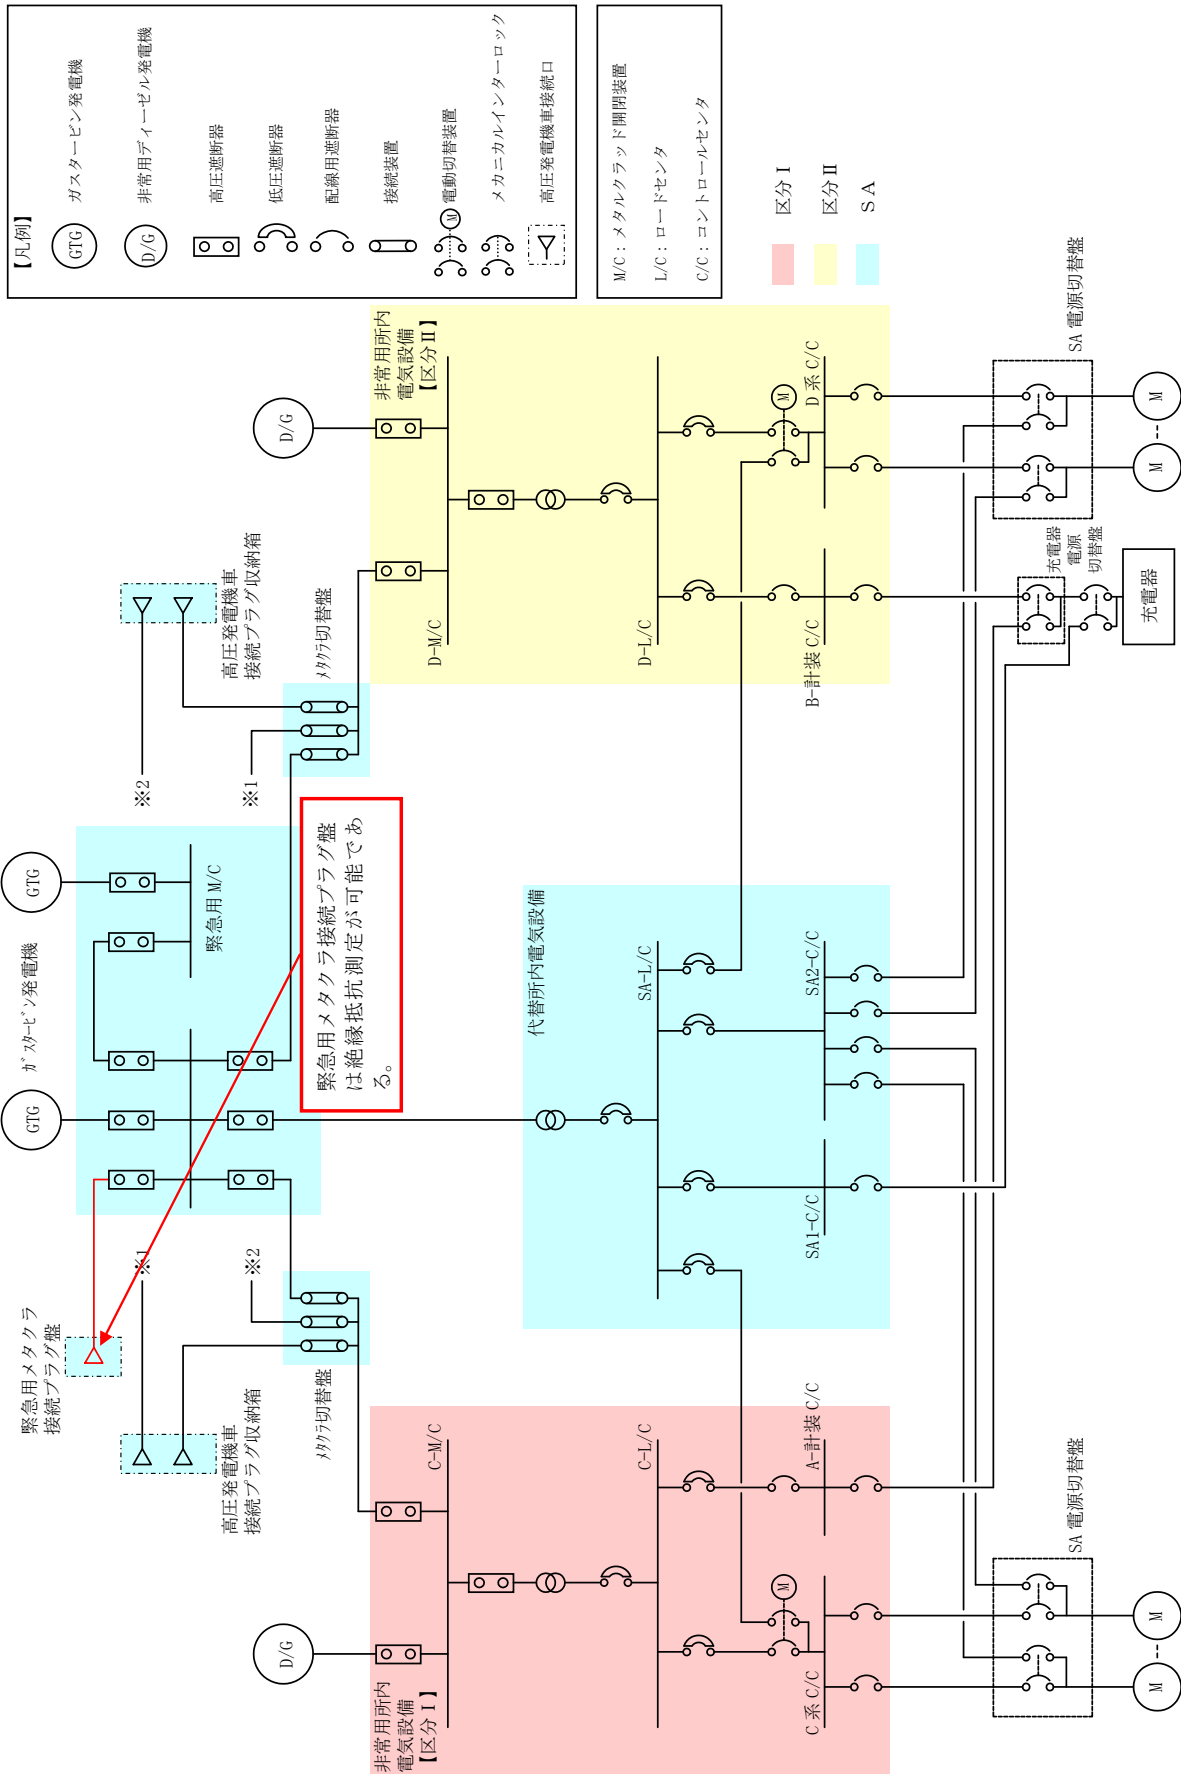 【凡例】
GTG
ガスタービン発電機
D/G
非常用ディーゼル発電機
高圧遮断器
低圧遮断器
配線用遮断器
接続装置
M
電動切替装置
メカニカルインターロック
高圧発電機車接続口
M/C：メタルクラッド開閉装置
L/C：ロードセンタ
C/C：コントロールセンタ
区分Ⅰ
区分Ⅱ
ＳＡ
緊急用メタクラ
接続プラグ盤
GTG
ｶﾞｽﾀｰﾋﾞﾝ発電機
GTG
緊急用 M/C
※1
※2
※2
※1
高圧発電機車
接続プラグ収納箱
高圧発電機車
接続プラグ収納箱
ﾒﾀｸﾗ切替盤
ﾒﾀｸﾗ切替盤
緊急用メタクラ接続プラグ盤
は絶縁抵抗測定が可能であ
る。
D/G
D/G
非常用所内
電気設備
【区分Ⅰ】
非常用所内
電気設備
【区分Ⅱ】
C-M/C
D-M/C
代替所内電気設備
C-L/C
SA-L/C
D-L/C
M
M
C 系 C/C
A-計装 C/C
SA1-C/C
SA2-C/C
B-計装 C/C
D 系 C/C
SA 電源切替盤
充電器
電源
切替盤
SA 電源切替盤
M
M
充電器
M
M